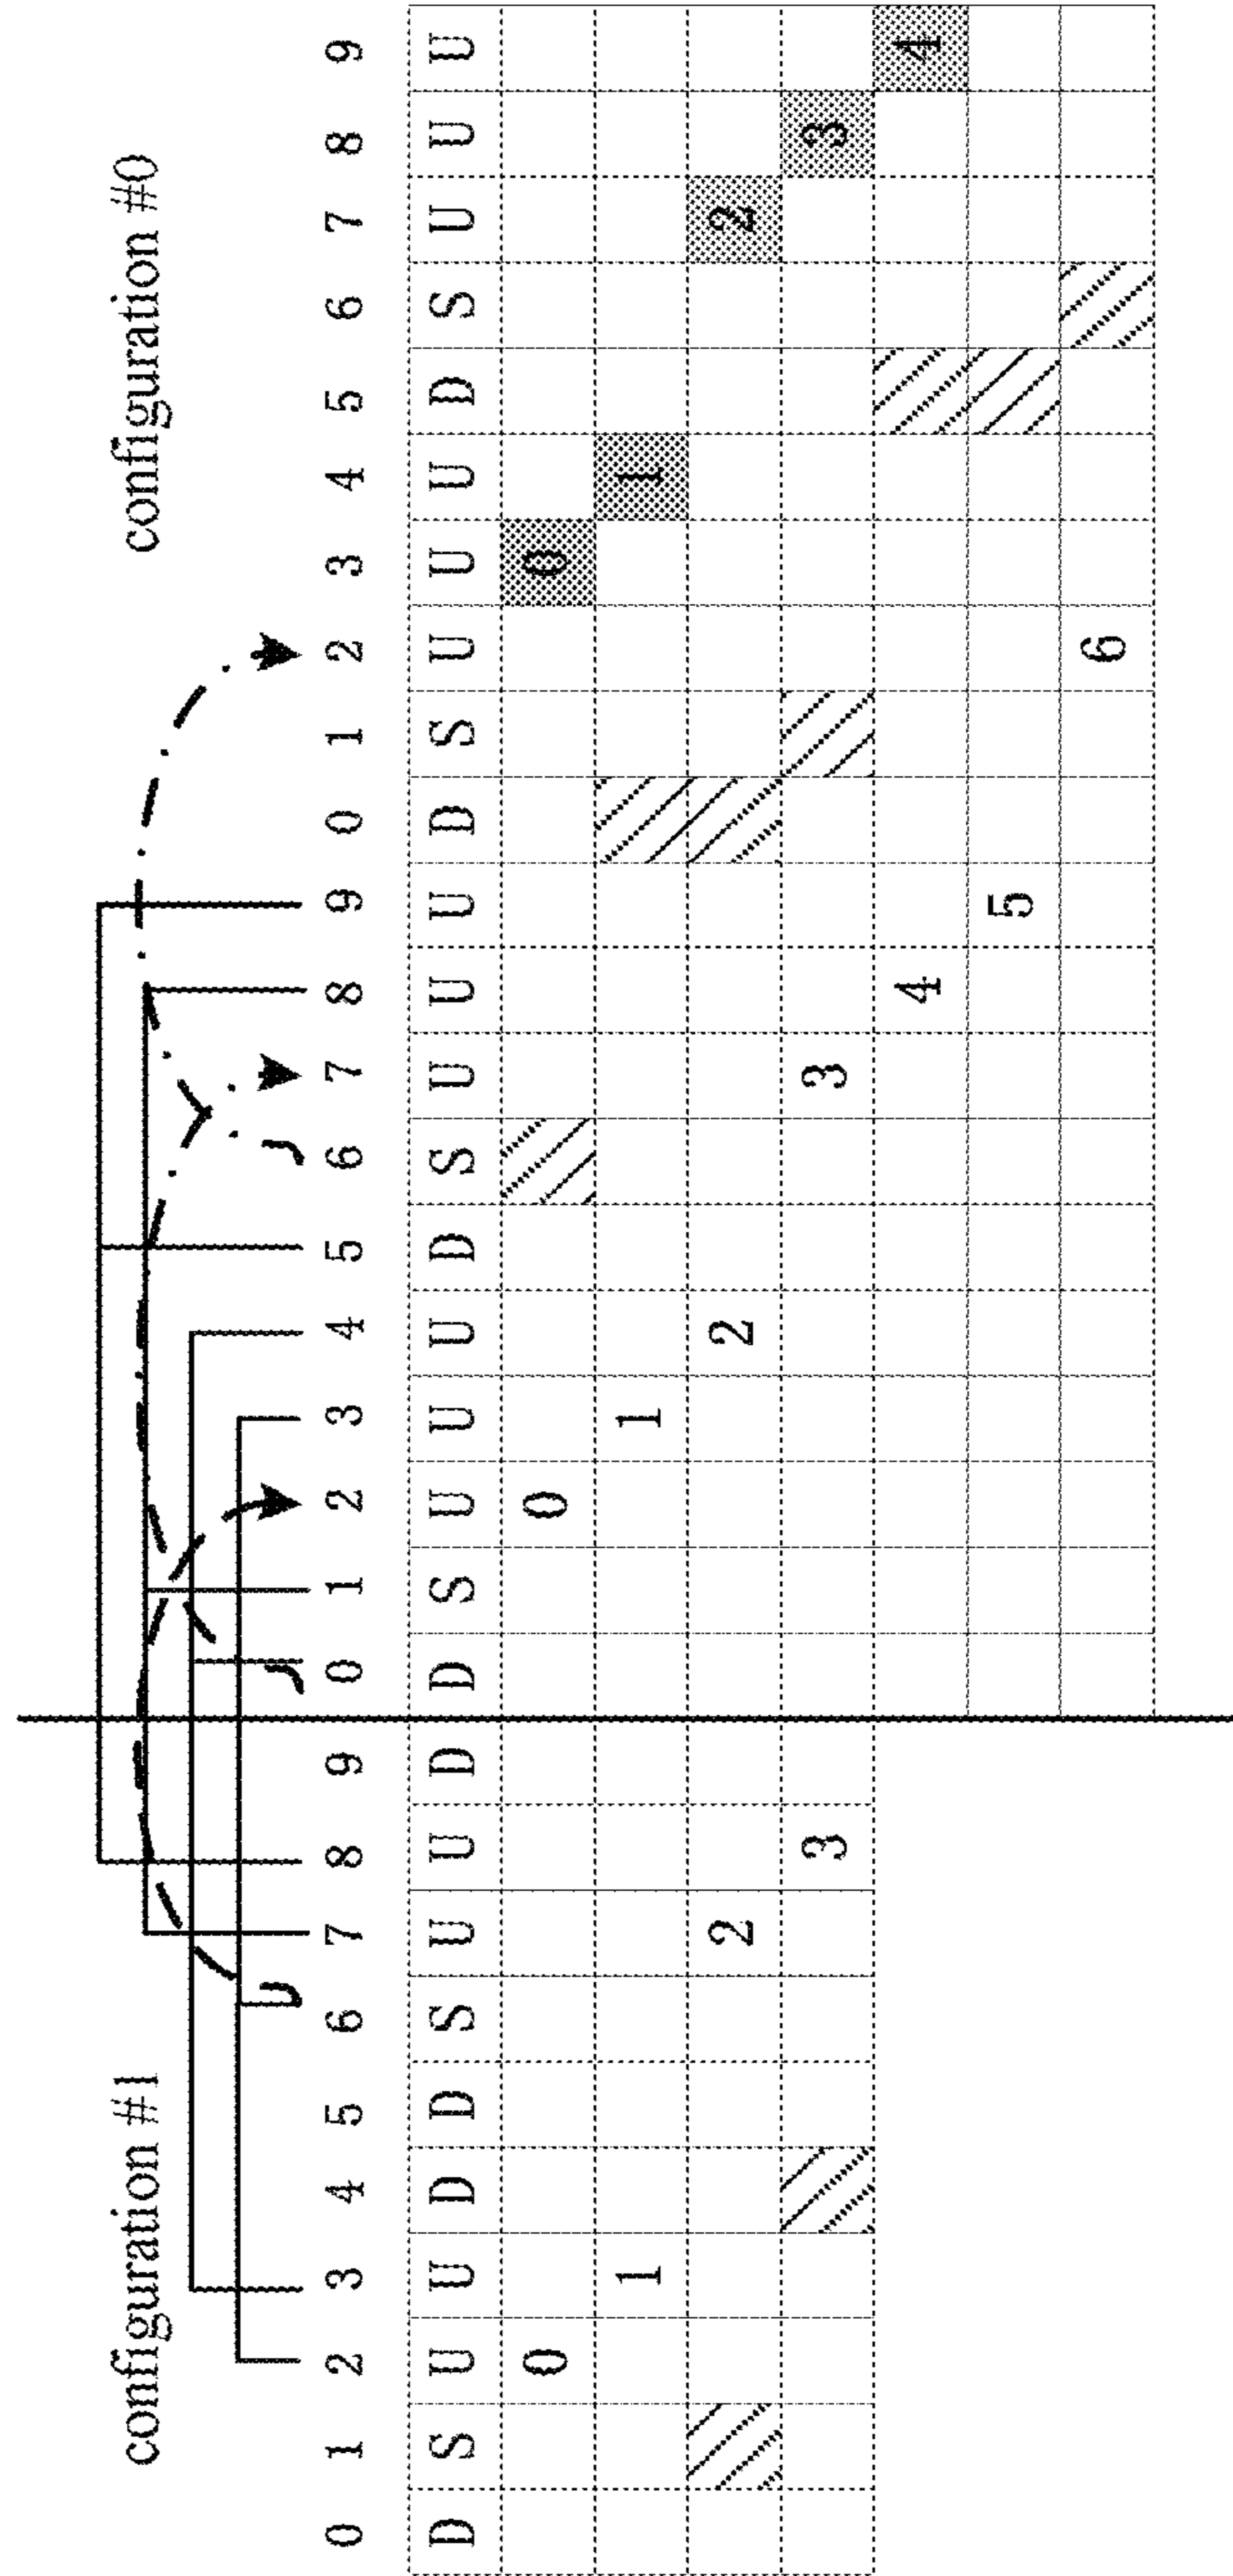 configuration #1 configuration #0
0 1 2 3 4 5 6 7 8 9 0 1 2 3 4 5 6 7 8 9 0 1 2 3 4 5 6 7 8 9
D S U U D D S U U D D S U U U D S U U U D S U U U D S U U U
0 0 0
1 1 1
2 2 2
3 3 3
4 4
5
6